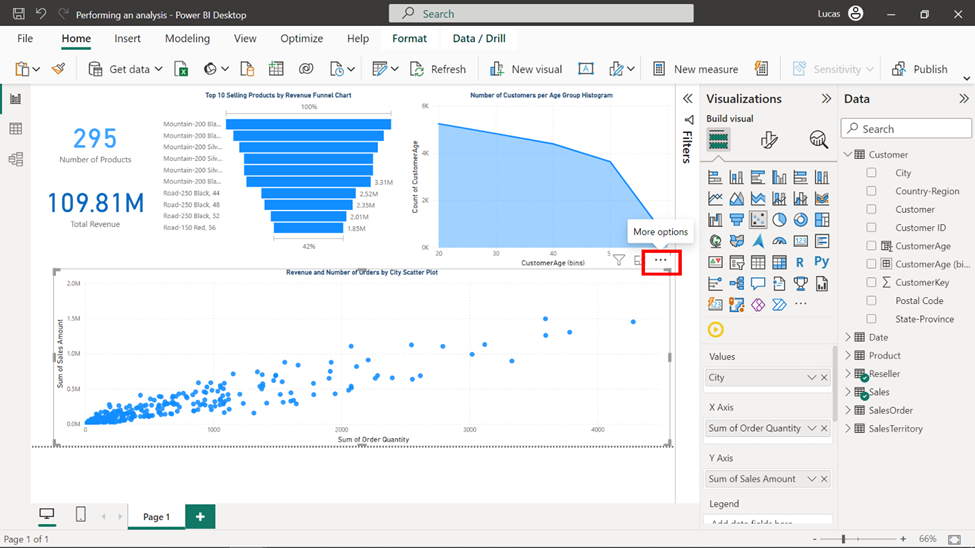 Performing an analysis - Power BI Desktop
Search
Lucas
File Home Insert Modeling View Optimize Help Format Data / Drill
Get data Refresh New visual New measure Sensitivity Publish
Top 10 Selling Products by Revenue Funnel Chart
100%
Mountain-200 Bla...
Mountain-200 Bla...
Mountain-200 Silv...
Mountain-200 Silv...
Mountain-200 Silv...
Mountain-200 Bla... 3.31M
Road-250 Black, 44 2.52M
Road-250 Black, 48 2.35M
Road-250 Black, 52 2.01M
Road-150 Red, 56 1.85M
42%
295
Number of Products
109.81M
Total Revenue
Number of Customers per Age Group Histogram
Count of CustomerAge
6K
4K
2K
0K
20 30 40 5
CustomerAge (bins)
More options
Revenue and Number of Orders by City Scatter Plot
Sum of Sales Amount
2.0M
1.5M
1.0M
0.5M
0.0M
0 1000 2000 3000 4000
Sum of Order Quantity
Filters
Visualizations
Build visual
R Py
123
Values
City
X Axis
Sum of Order Quantity
Y Axis
Sum of Sales Amount
Legend
Add data fields here
Data
Search
Customer
City
Country-Region
Customer
Customer ID
CustomerAge
CustomerAge (bi...
CustomerKey
Postal Code
State-Province
Date
Product
Reseller
Sales
SalesOrder
SalesTerritory
Page 1
Page 1 of 1
66%